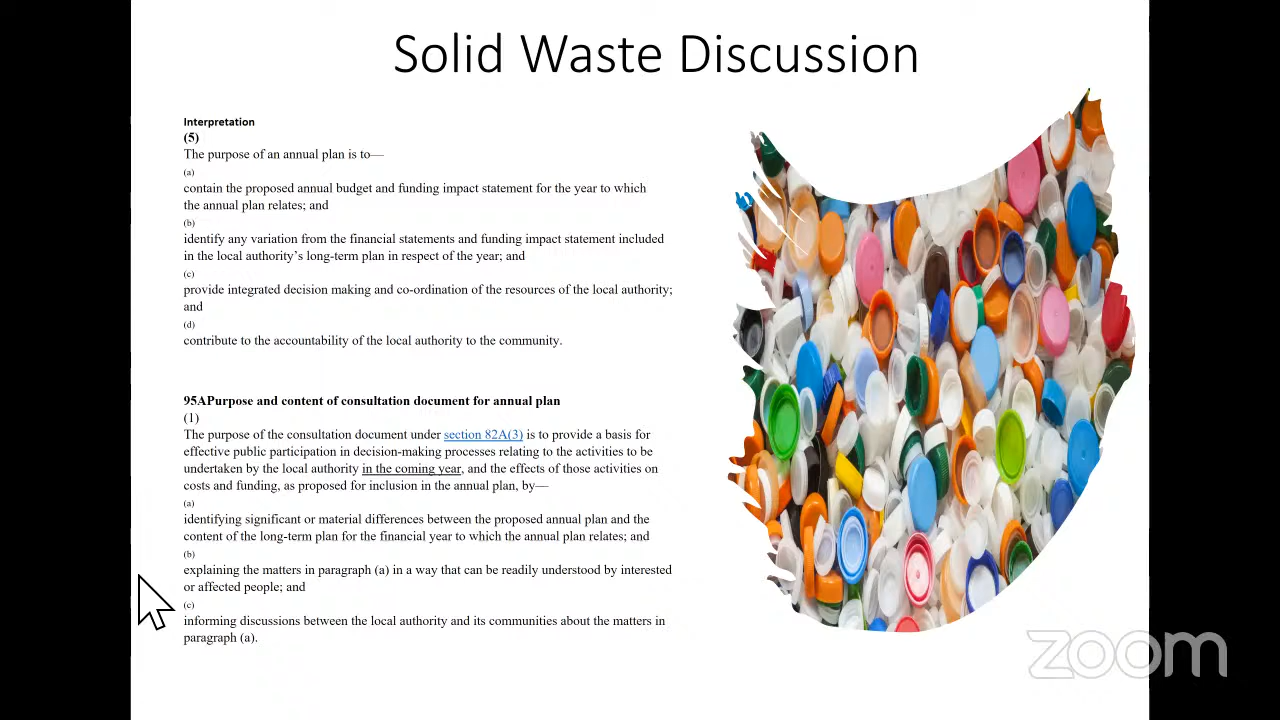 Solid Waste Discussion
Interpretation
(5)
The purpose of an annual plan is to—
(a)
contain the proposed annual budget and funding impact statement for the year to which
the annual plan relates; and
(b)
identify any variation from the financial statements and funding impact statement included
in the local authority’s long-term plan in respect of the year; and
(c)
provide integrated decision making and co-ordination of the resources of the local authority;
and
(d)
contribute to the accountability of the local authority to the community.
95APurpose and content of consultation document for annual plan
(1)
The purpose of the consultation document under section 82A(3) is to provide a basis for
effective public participation in decision-making processes relating to the activities to be
undertaken by the local authority in the coming year, and the effects of those activities on
costs and funding, as proposed for inclusion in the annual plan, by—
(a)
identifying significant or material differences between the proposed annual plan and the
content of the long-term plan for the financial year to which the annual plan relates; and
(b)
explaining the matters in paragraph (a) in a way that can be readily understood by interested
or affected people; and
(c)
informing discussions between the local authority and its communities about the matters in
paragraph (a).
zoom